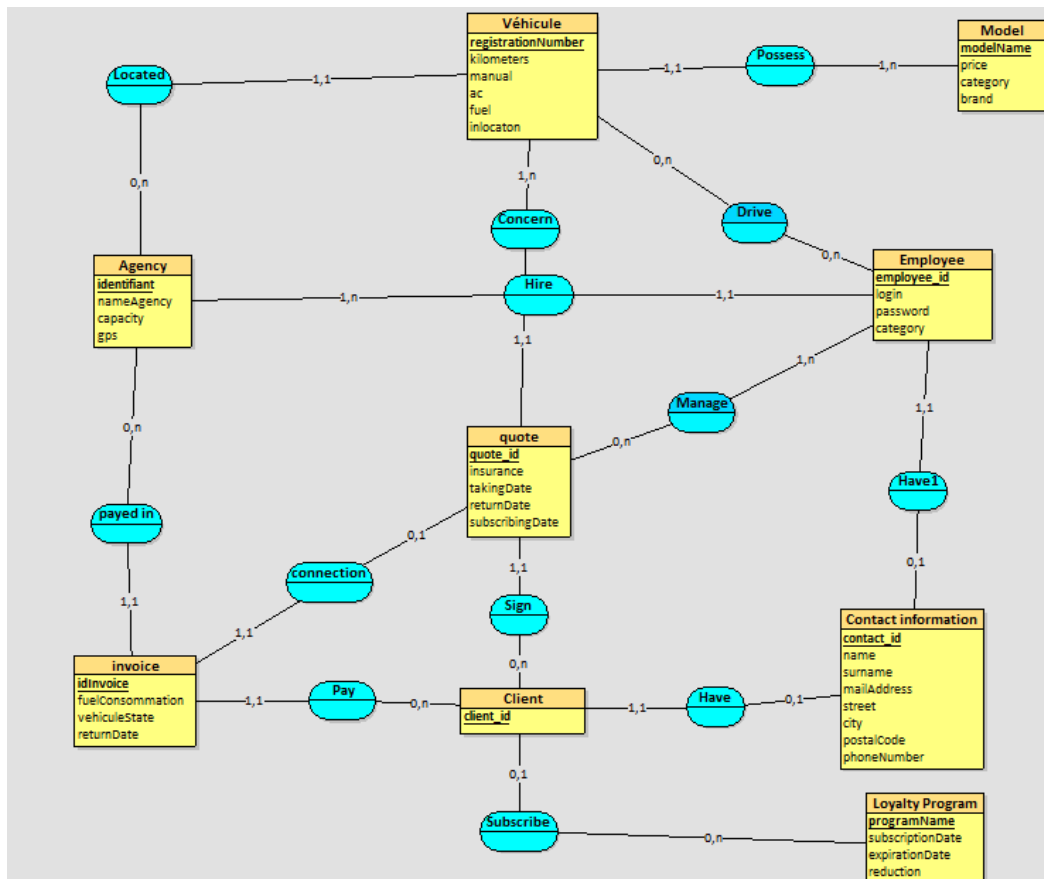 Véhicule
registrationNumber
kilometers
manual
ac
fuel
inlocaton
Model
modelName
price
category
brand
Located
1,1
1,1
Possess
1,n
0,n
1,n
0,n
Concern
Drive
0,n
Agency
identifiant
nameAgency
capacity
gps
1,n
Hire
1,1
Employee
employee_id
login
password
category
1,1
1,n
Manage
0,n
1,1
0,n
quote
quote_id
insurance
takingDate
returnDate
subscribingDate
Have1
payed in
0,1
connection
1,1
0,1
1,1
1,1
Sign
Contact information
contact_id
name
surname
mailAddress
street
city
postalCode
phoneNumber
0,n
invoice
idInvoice
fuelConsommation
vehiculeState
returnDate
1,1
Pay
0,n
Client
client_id
1,1
Have
0,1
0,1
Subscribe
0,n
Loyalty Program
programName
subscriptionDate
expirationDate
reduction